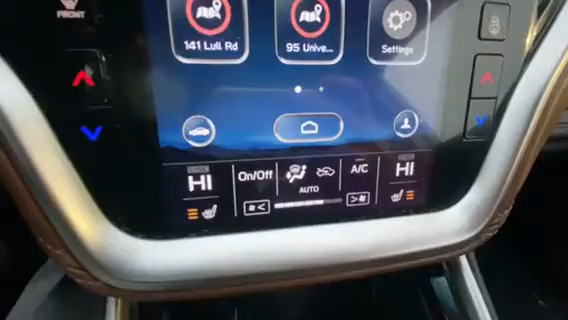 FRONT
141 Lull Rd
95 Unive...
Settings
HI
On/Off
AUTO
A/C
HI